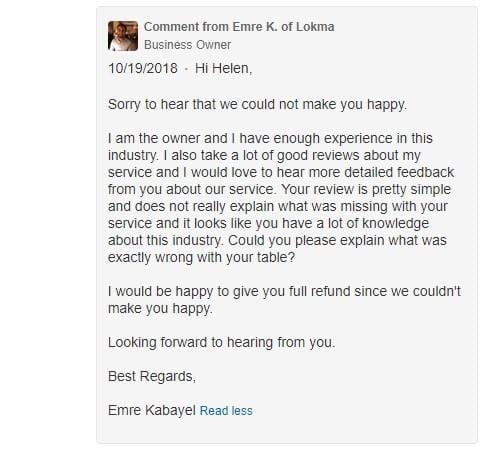 Comment from Emre K. of Lokma
Business Owner
10/19/2018 · Hi Helen,
Sorry to hear that we could not make you happy.
I am the owner and I have enough experience in this
industry. I also take a lot of good reviews about my
service and I would love to hear more detailed feedback
from you about our service. Your review is pretty simple
and does not really explain what was missing with your
service and it looks like you have a lot of knowledge
about this industry. Could you please explain what was
exactly wrong with your table?
I would be happy to give you full refund since we couldn't
make you happy.
Looking forward to hearing from you.
Best Regards,
Emre Kabayel Read less